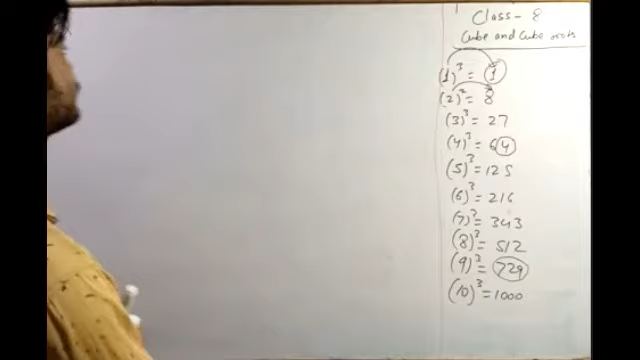 Class - 8
Cube and Cube roots
(1)³ = 1
(2)² = 8
(3)³ = 27
(4)³ = 64
(5)³ = 125
(6)³ = 216
(7)³ = 343
(8)³ = 512
(9)³ = 729
(10)³ = 1000